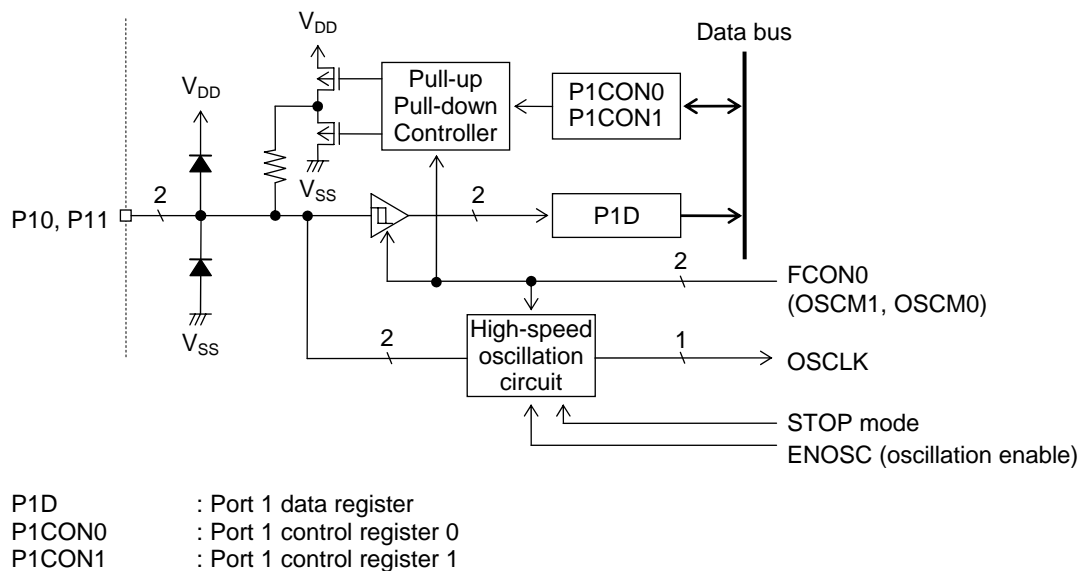 VDD
Data bus
VDD
Pull-up
Pull-down
Controller
P1CON0
P1CON1
VSS
P10, P11
2
2
P1D
2
FCON0
(OSCM1, OSCM0)
VSS
2
High-speed
oscillation
circuit
1
OSCLK
STOP mode
ENOSC (oscillation enable)
P1D : Port 1 data register
P1CON0 : Port 1 control register 0
P1CON1 : Port 1 control register 1